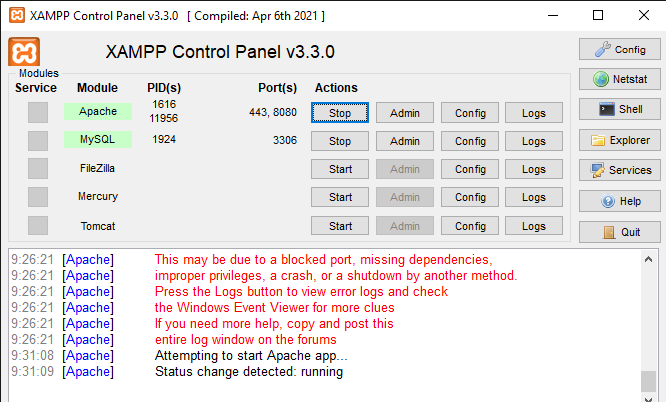 XAMPP Control Panel v3.3.0 [ Compiled: Apr 6th 2021 ]
XAMPP Control Panel v3.3.0
Config
Modules
Service Module PID(s) Port(s) Actions
Netstat
Apache 1616 11956 443, 8080 Stop Admin Config Logs
Shell
MySQL 1924 3306 Stop Admin Config Logs
Explorer
FileZilla Start Admin Config Logs
Services
Mercury Start Admin Config Logs
Help
Tomcat Start Admin Config Logs
Quit
9:26:21 [Apache] This may be due to a blocked port, missing dependencies,
9:26:21 [Apache] improper privileges, a crash, or a shutdown by another method.
9:26:21 [Apache] Press the Logs button to view error logs and check
9:26:21 [Apache] the Windows Event Viewer for more clues
9:26:21 [Apache] If you need more help, copy and post this
9:26:21 [Apache] entire log window on the forums
9:31:08 [Apache] Attempting to start Apache app...
9:31:09 [Apache] Status change detected: running